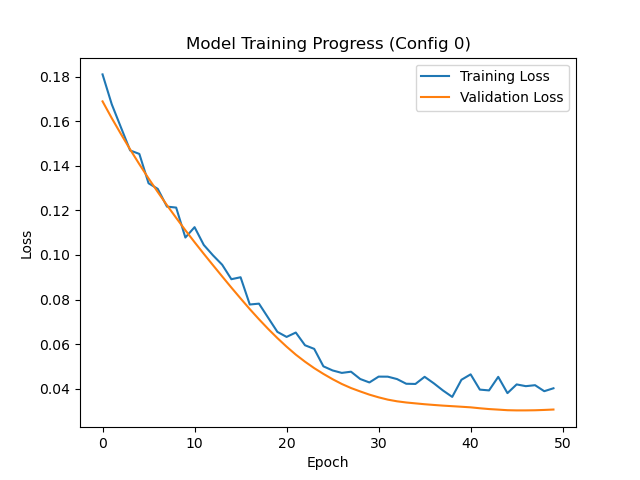 Model Training Progress (Config 0)
Training Loss
Validation Loss
0.18
0.16
0.14
0.12
0.10
0.08
0.06
0.04
Loss
0 10 20 30 40 50
Epoch